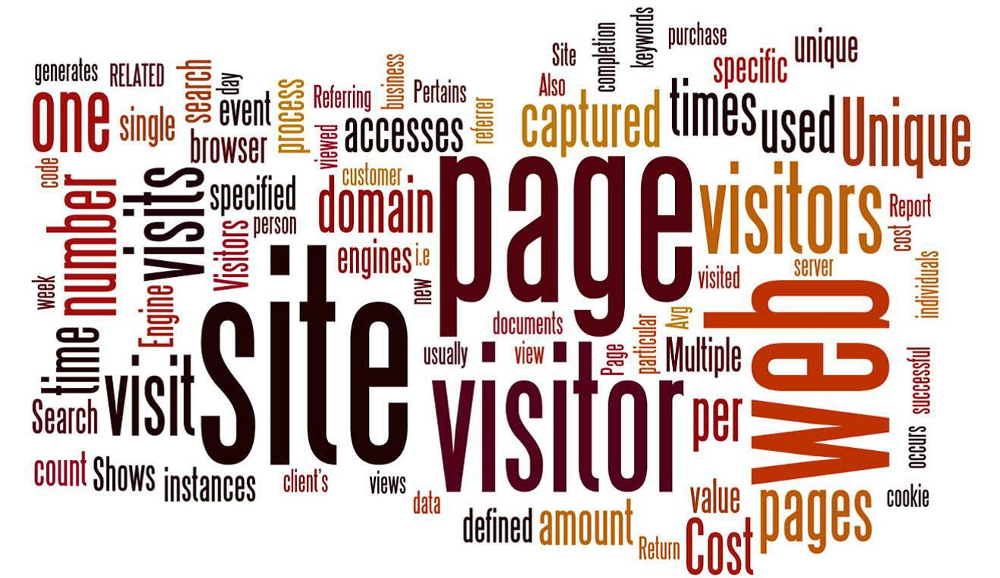 generates
RELATED
search
day
one
single
event
browser
process
Referring
business
Pertains
viewed
accesses
referrer
Site
completion
keywords
purchase
Also
specific
unique
captured
times
used
Unique
code
number
visits
specified
person
Visitors
customer
domain
engines
i.e
new
page
visitors
Report
cost
visited
server
individuals
week
Engine
time
visit
site
Search
documents
usually
view
Page
particular
Avg
Multiple
visitor
per
web
successful
occurs
count
Shows
instances
client's
views
data
defined
amount
Return
value
Cost
pages
cookie